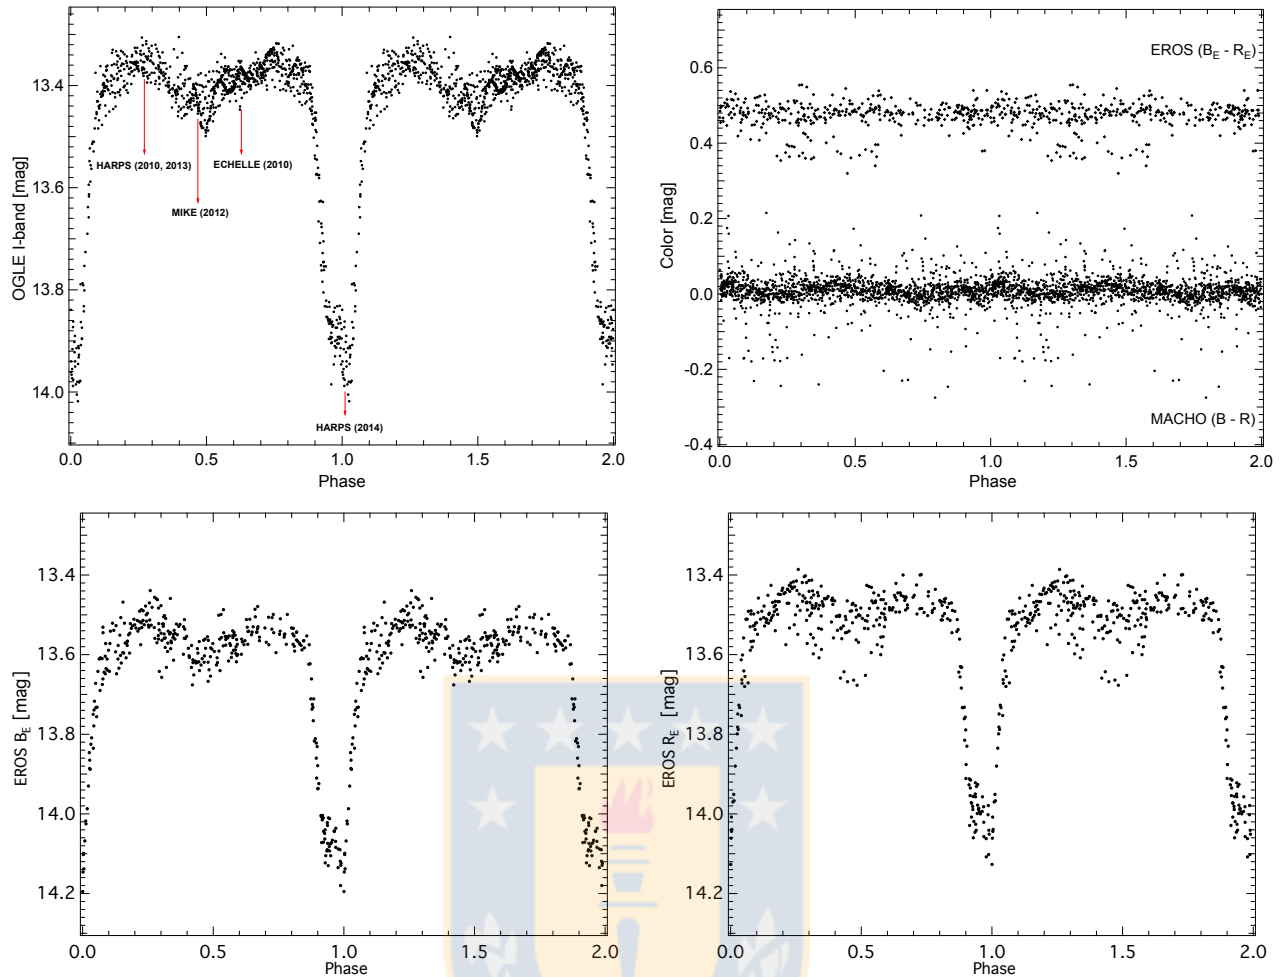 13.4
13.6
13.8
14.0
OGLE I-band [mag]
HARPS (2010, 2013)
ECHELLE (2010)
MIKE (2012)
HARPS (2014)
0.0 0.5 1.0 1.5 2.0
Phase
0.6
0.4
0.2
0.0
-0.2
-0.4
Color [mag]
EROS (B_E - R_E)
MACHO (B - R)
0.0 0.5 1.0 1.5 2.0
Phase
13.4
13.6
13.8
14.0
14.2
EROS B_E [mag]
0.0 0.5 1.0 1.5 2.0
Phase
13.4
13.6
13.8
14.0
14.2
EROS R_E [mag]
0.0 0.5 1.0 1.5 2.0
Phase